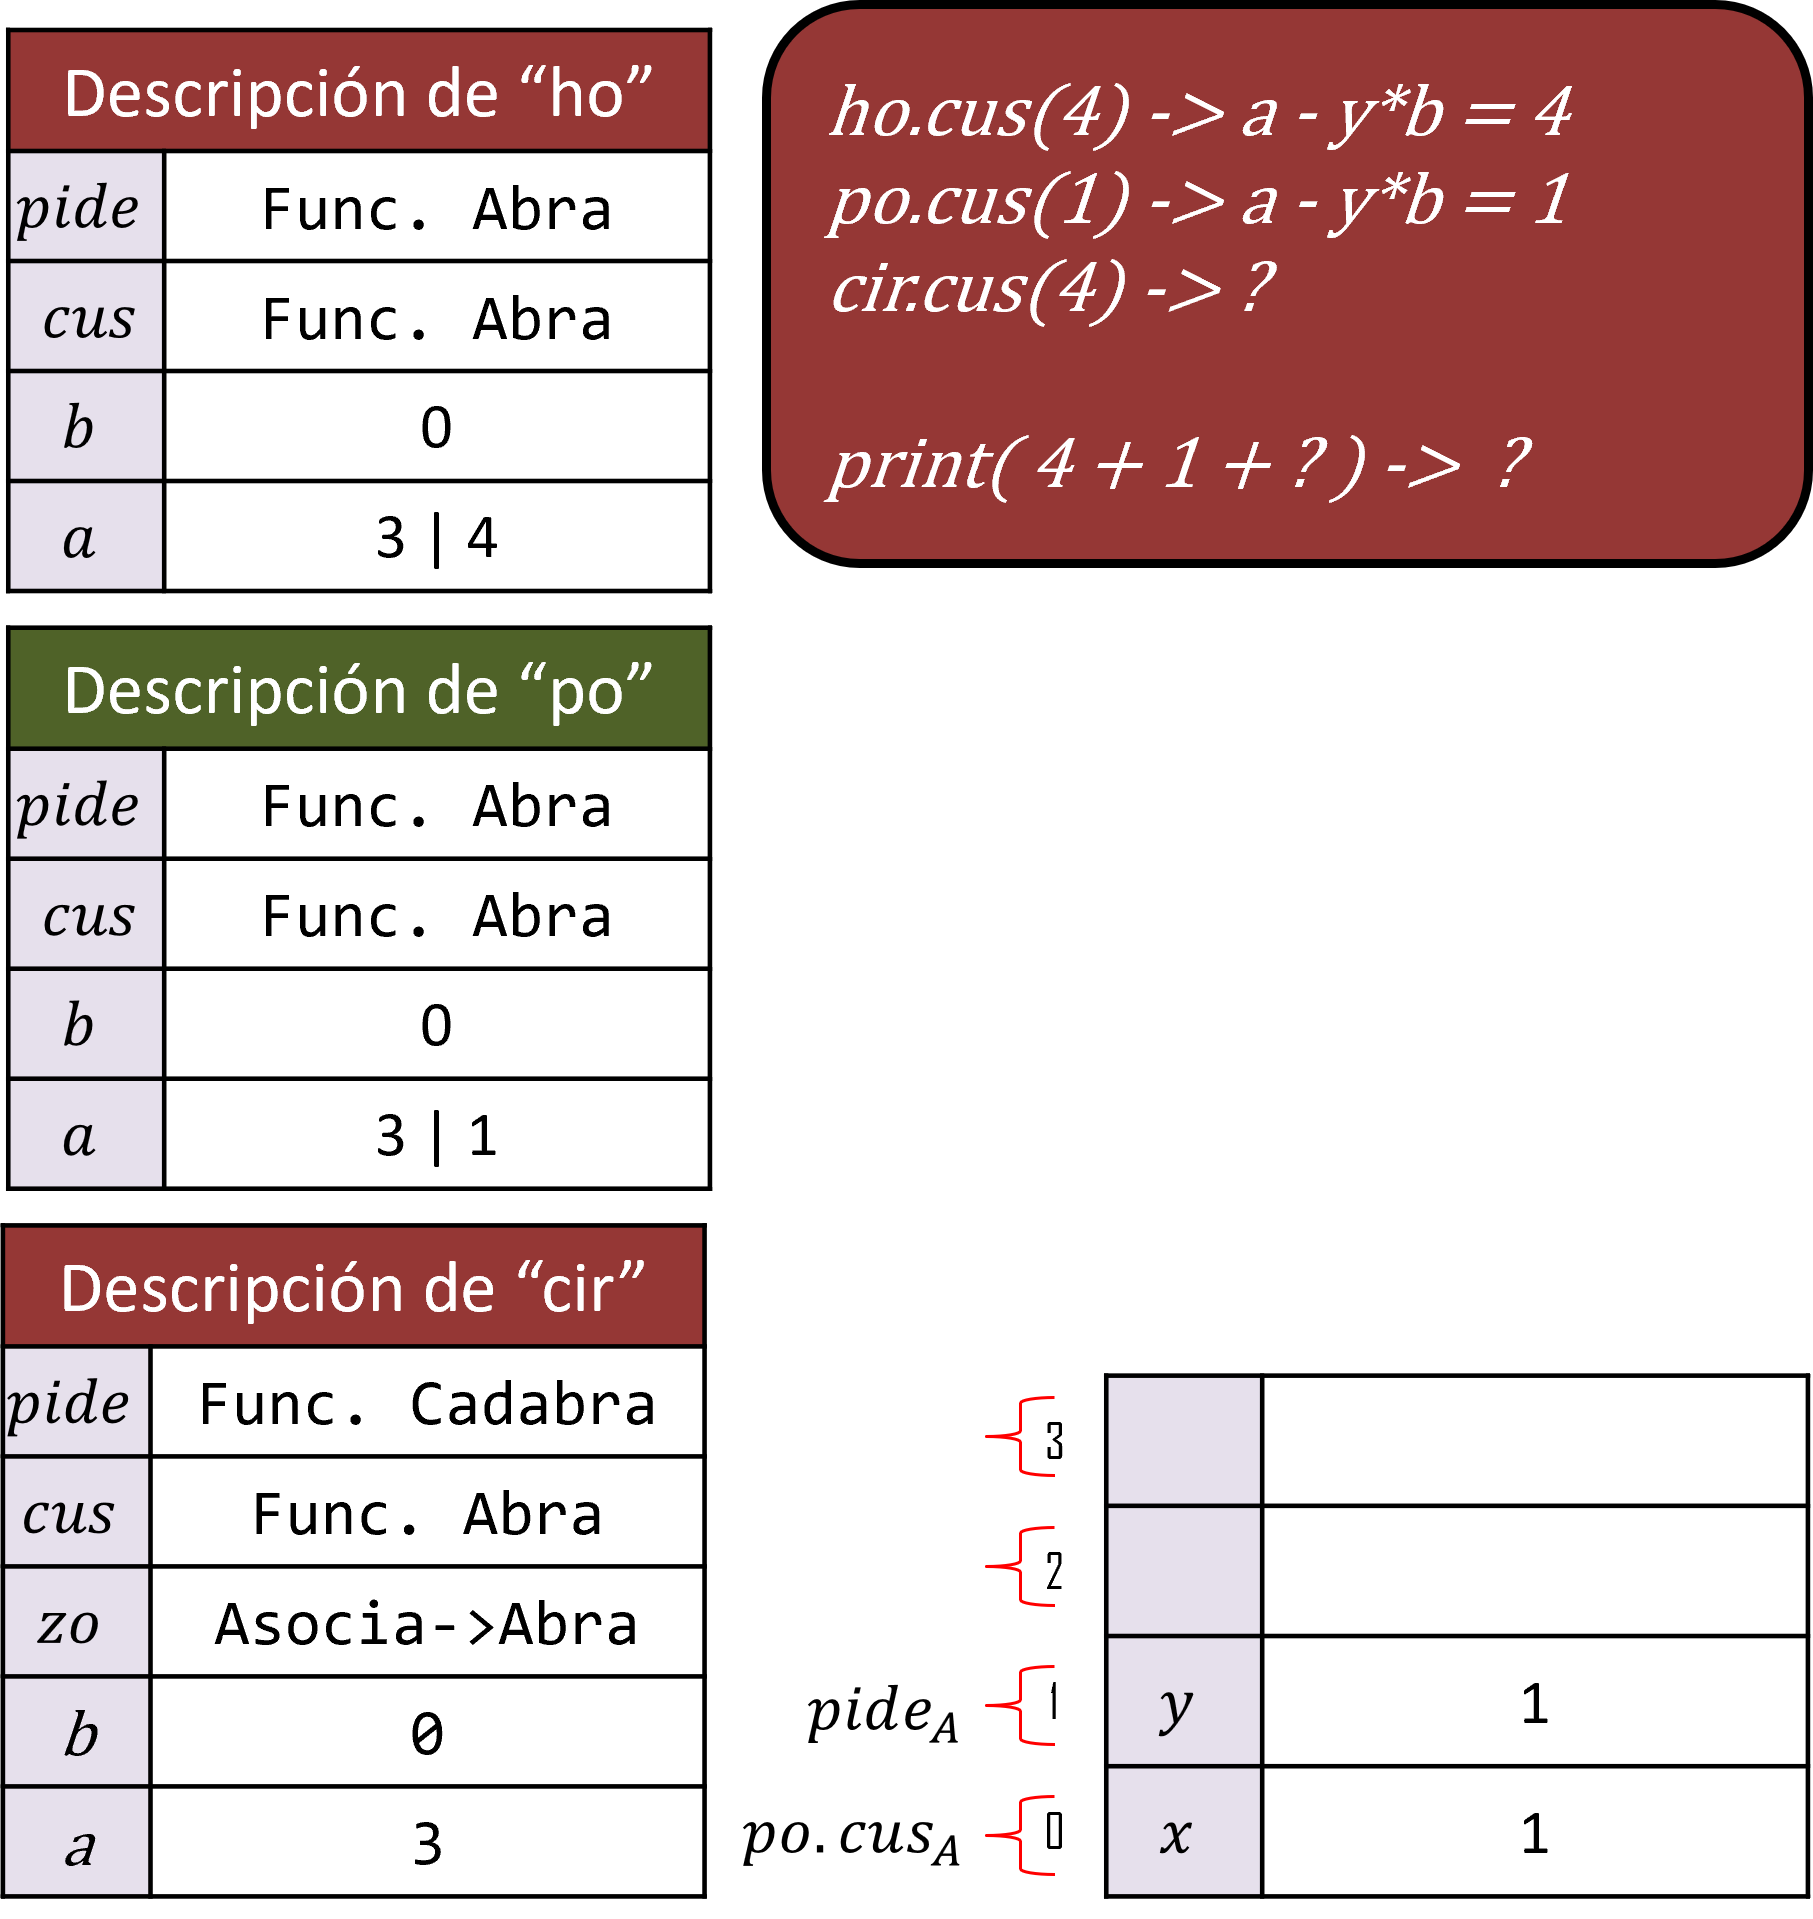 Descripción de “ho”
pide Func. Abra
cus Func. Abra
b 0
a 3 | 4
ho.cus(4) -> a - y*b = 4
po.cus(1) -> a - y*b = 1
cir.cus(4) -> ?
print( 4 + 1 + ? ) -> ?
Descripción de “po”
pide Func. Abra
cus Func. Abra
b 0
a 3 | 1
Descripción de “cir”
pide Func. Cadabra
cus Func. Abra
zo Asocia->Abra
b 0
a 3
3
2
pide_A 1 y 1
po.cus_A 0 x 1